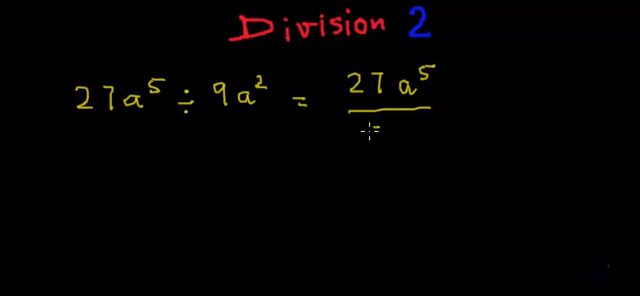 Division 2
27a⁵ ÷ 9a² = 27a⁵